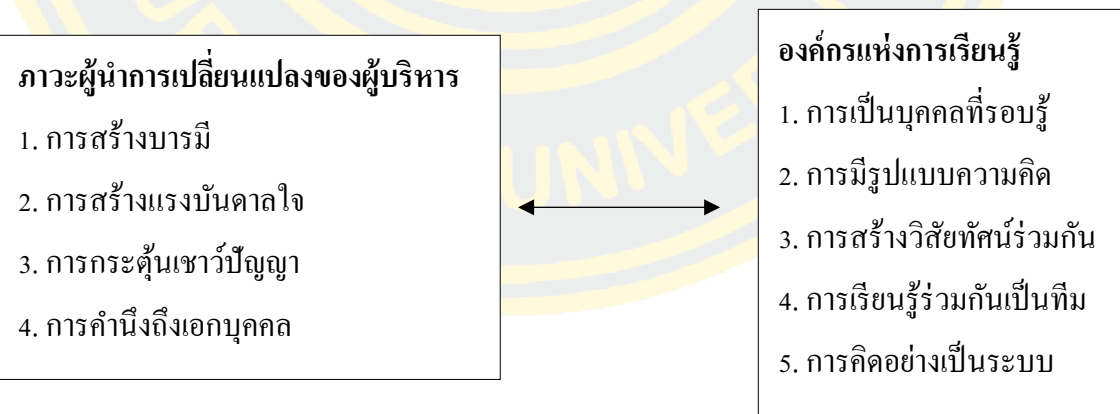 ภาวะผู้นำการเปลี่ยนแปลงของผู้บริหาร
1. การสร้างบารมี
2. การสร้างแรงบันดาลใจ
3. การกระตุ้นเชาว์ปัญญา
4. การคำนึงถึงเอกบุคคล
องค์กรแห่งการเรียนรู้
1. การเป็นบุคคลที่รอบรู้
2. การมีรูปแบบความคิด
3. การสร้างวิสัยทัศน์ร่วมกัน
4. การเรียนรู้ร่วมกันเป็นทีม
5. การคิดอย่างเป็นระบบ
UNIVE